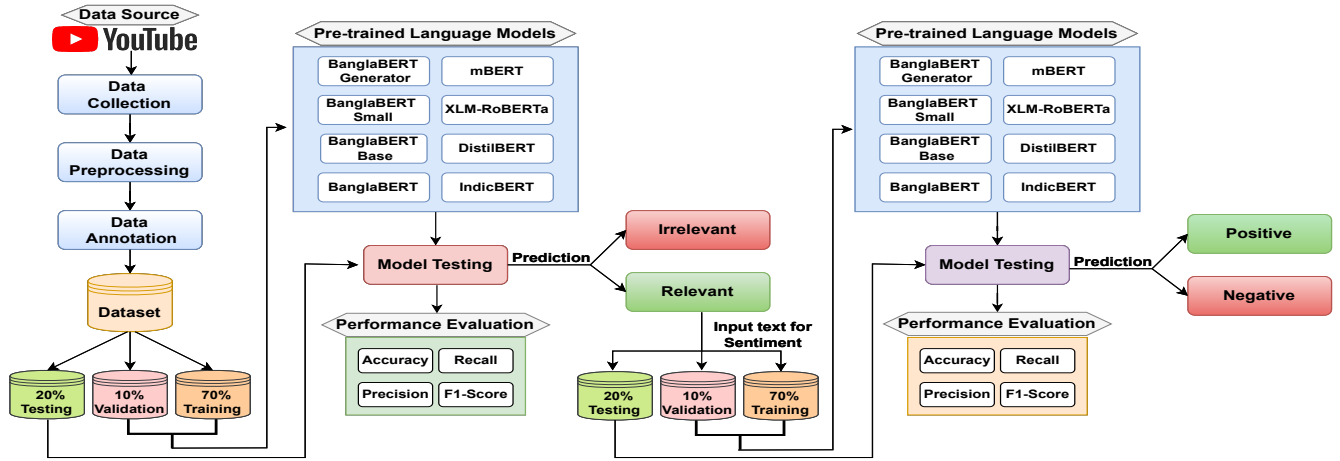 Data Source
YouTube
Data
Collection
Data
Preprocessing
Data
Annotation
Dataset
20%
Testing
10%
Validation
70%
Training
Pre-trained Language Models
BanglaBERT
Generator
mBERT
BanglaBERT
Small
XLM-RoBERTa
BanglaBERT
Base
DistilBERT
BanglaBERT
IndicBERT
Model Testing
Prediction
Irrelevant
Relevant
Performance Evaluation
Accuracy
Recall
Precision
F1-Score
Input text for
Sentiment
20%
Testing
10%
Validation
70%
Training
Pre-trained Language Models
BanglaBERT
Generator
mBERT
BanglaBERT
Small
XLM-RoBERTa
BanglaBERT
Base
DistilBERT
BanglaBERT
IndicBERT
Model Testing
Prediction
Positive
Negative
Performance Evaluation
Accuracy
Recall
Precision
F1-Score